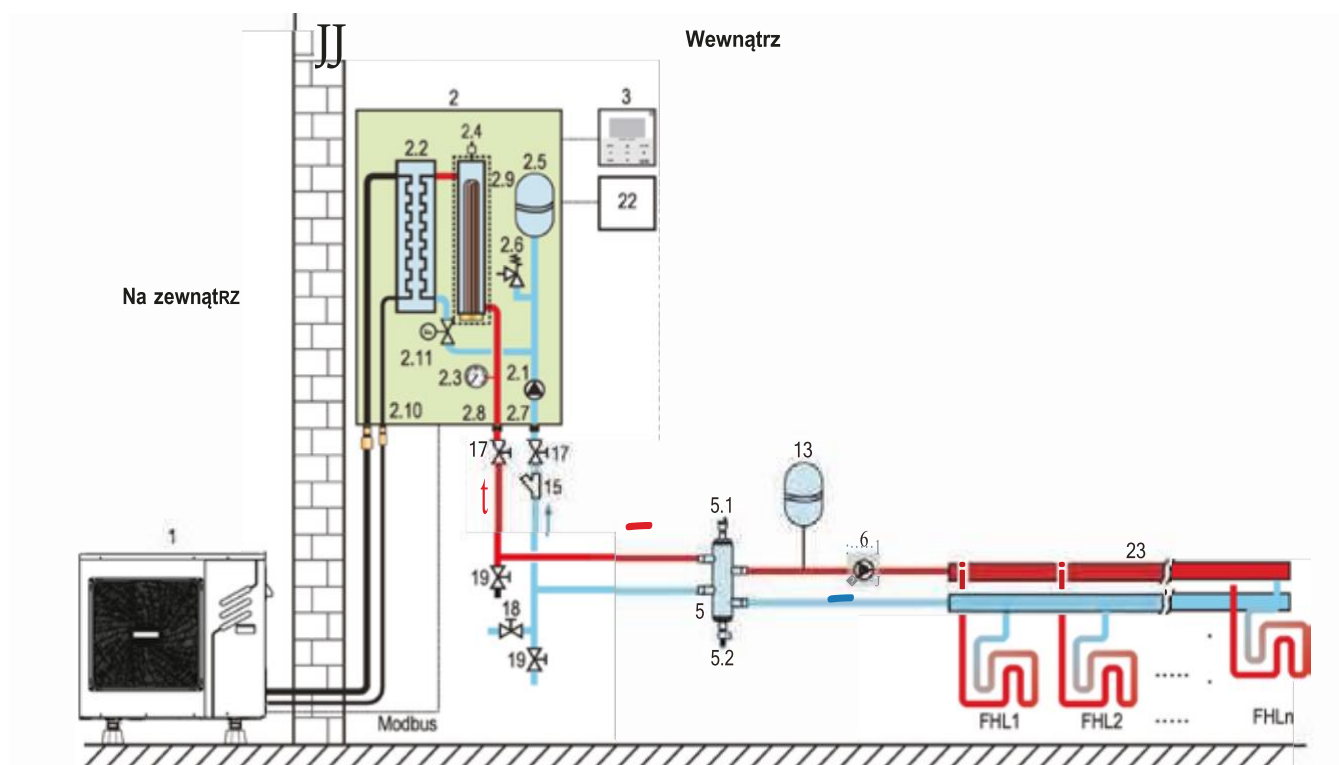 JJ
Wewnątrz
2
3
2.4
2.2
2.5
2.9
22
2.6
Na zewnątRZ
2.11
2.3
2.1
2.10
2.8
2.7
17
17
13
t
15
5.1
1
6
23
19
i
i
18
5
19
5.2
.....
Modbus
FHL1
FHL2
.....
FHLn